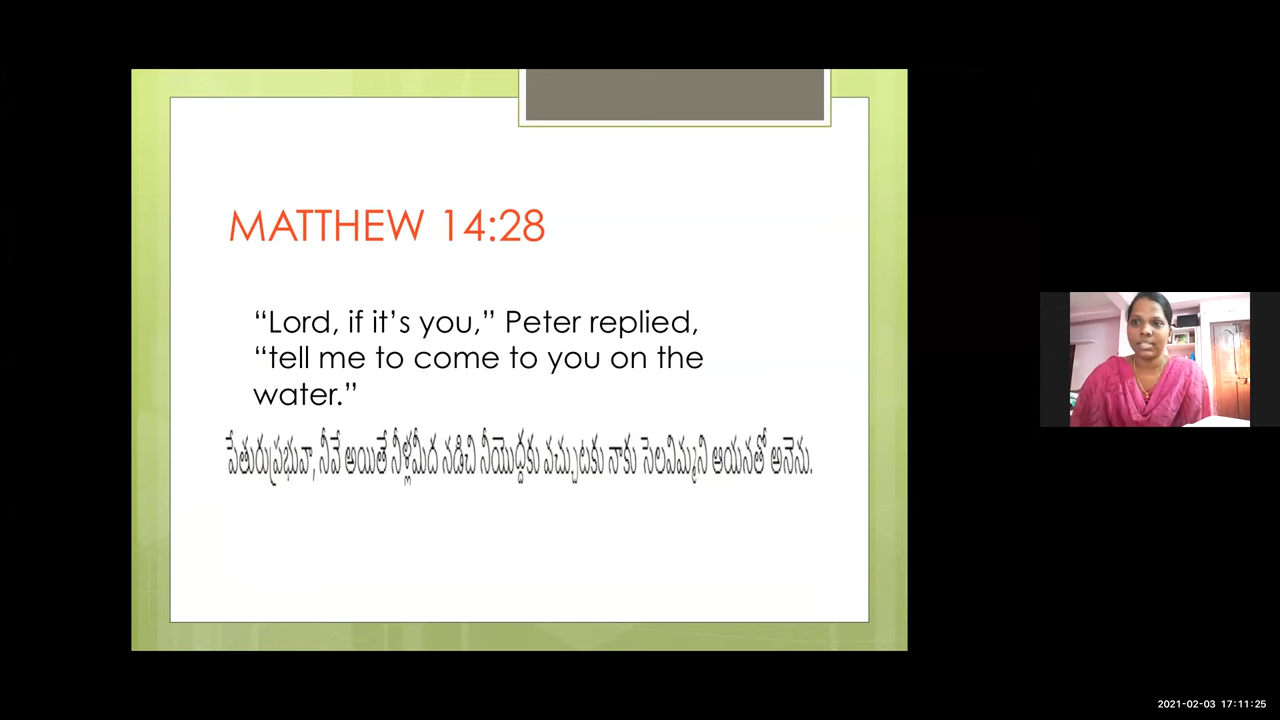 MATTHEW 14:28
“Lord, if it’s you,” Peter replied,
“tell me to come to you on the
water.”
పేతురుప్రభువా, నీవే అయితే నీళ్లమీద నడిచి నీయొద్దకు వచ్చుటకు నాకు సెలవిమ్మని ఆయనతో అనెను.
2021-02-03 17:11:25